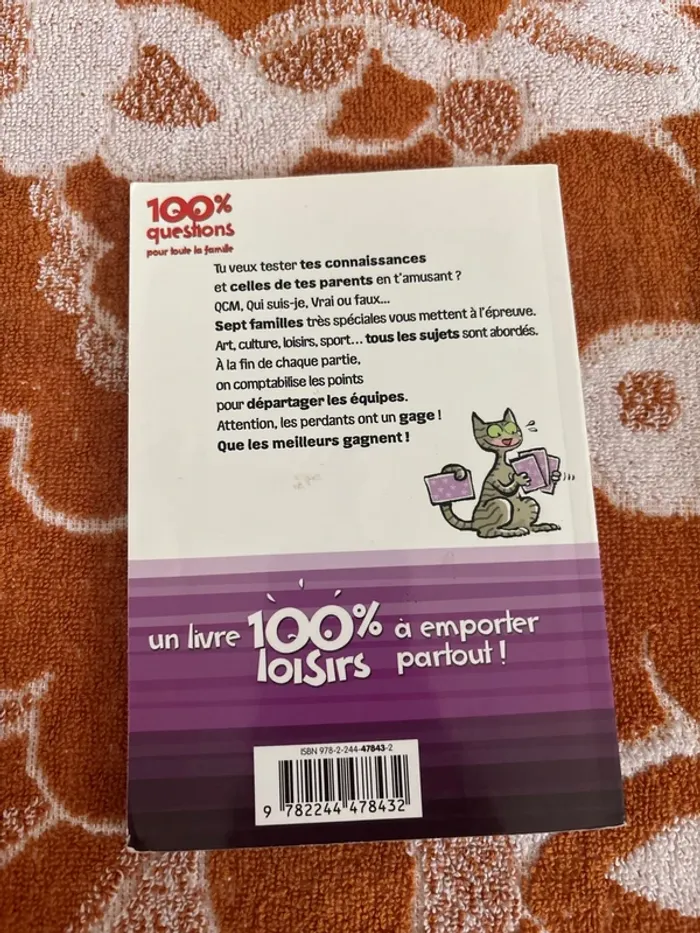 100%
questions
pour toute la famille
Tu veux tester tes connaissances
et celles de tes parents en t'amusant ?
QCM, Qui suis-je, Vrai ou faux...
Sept familles très spéciales vous mettent à l'épreuve.
Art, culture, loisirs, sport... tous les sujets sont abordés.
À la fin de chaque partie,
on comptabilise les points
pour départager les équipes.
Attention, les perdants ont un gage !
Que les meilleurs gagnent !
un livre 100% à emporter
loisirs partout !
ISBN 978-2-244-47843-2
9 782244 478432